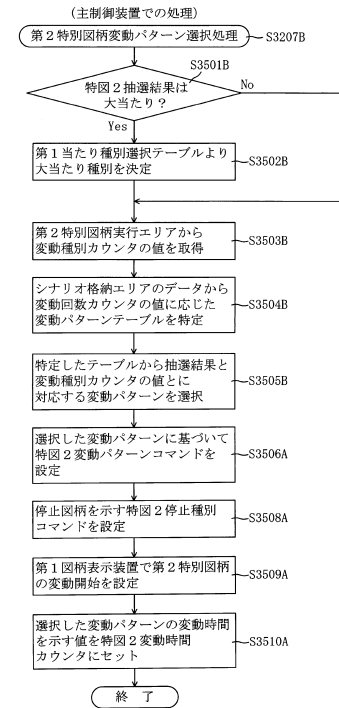 (主制御装置での処理)
第2特別図柄変動パターン選択処理
S3207B
S3501B
特図2抽選結果は
大当たり?
No
Yes
第1当たり種別選択テーブルより
大当たり種別を決定
S3502B
第2特別図柄実行エリアから
変動種別カウンタの値を取得
S3503B
シナリオ格納エリアのデータから
変動回数カウンタの値に応じた
変動パターンテーブルを特定
S3504B
特定したテーブルから抽選結果と
変動種別カウンタの値とに
対応する変動パターンを選択
S3505B
選択した変動パターンに基づいて
特図2変動パターンコマンドを
設定
S3506A
停止図柄を示す特図2停止種別
コマンドを設定
S3508A
第1図柄表示装置で第2特別図柄
の変動開始を設定
S3509A
選択した変動パターンの変動時間
を示す値を特図2変動時間
カウンタにセット
S3510A
終 了